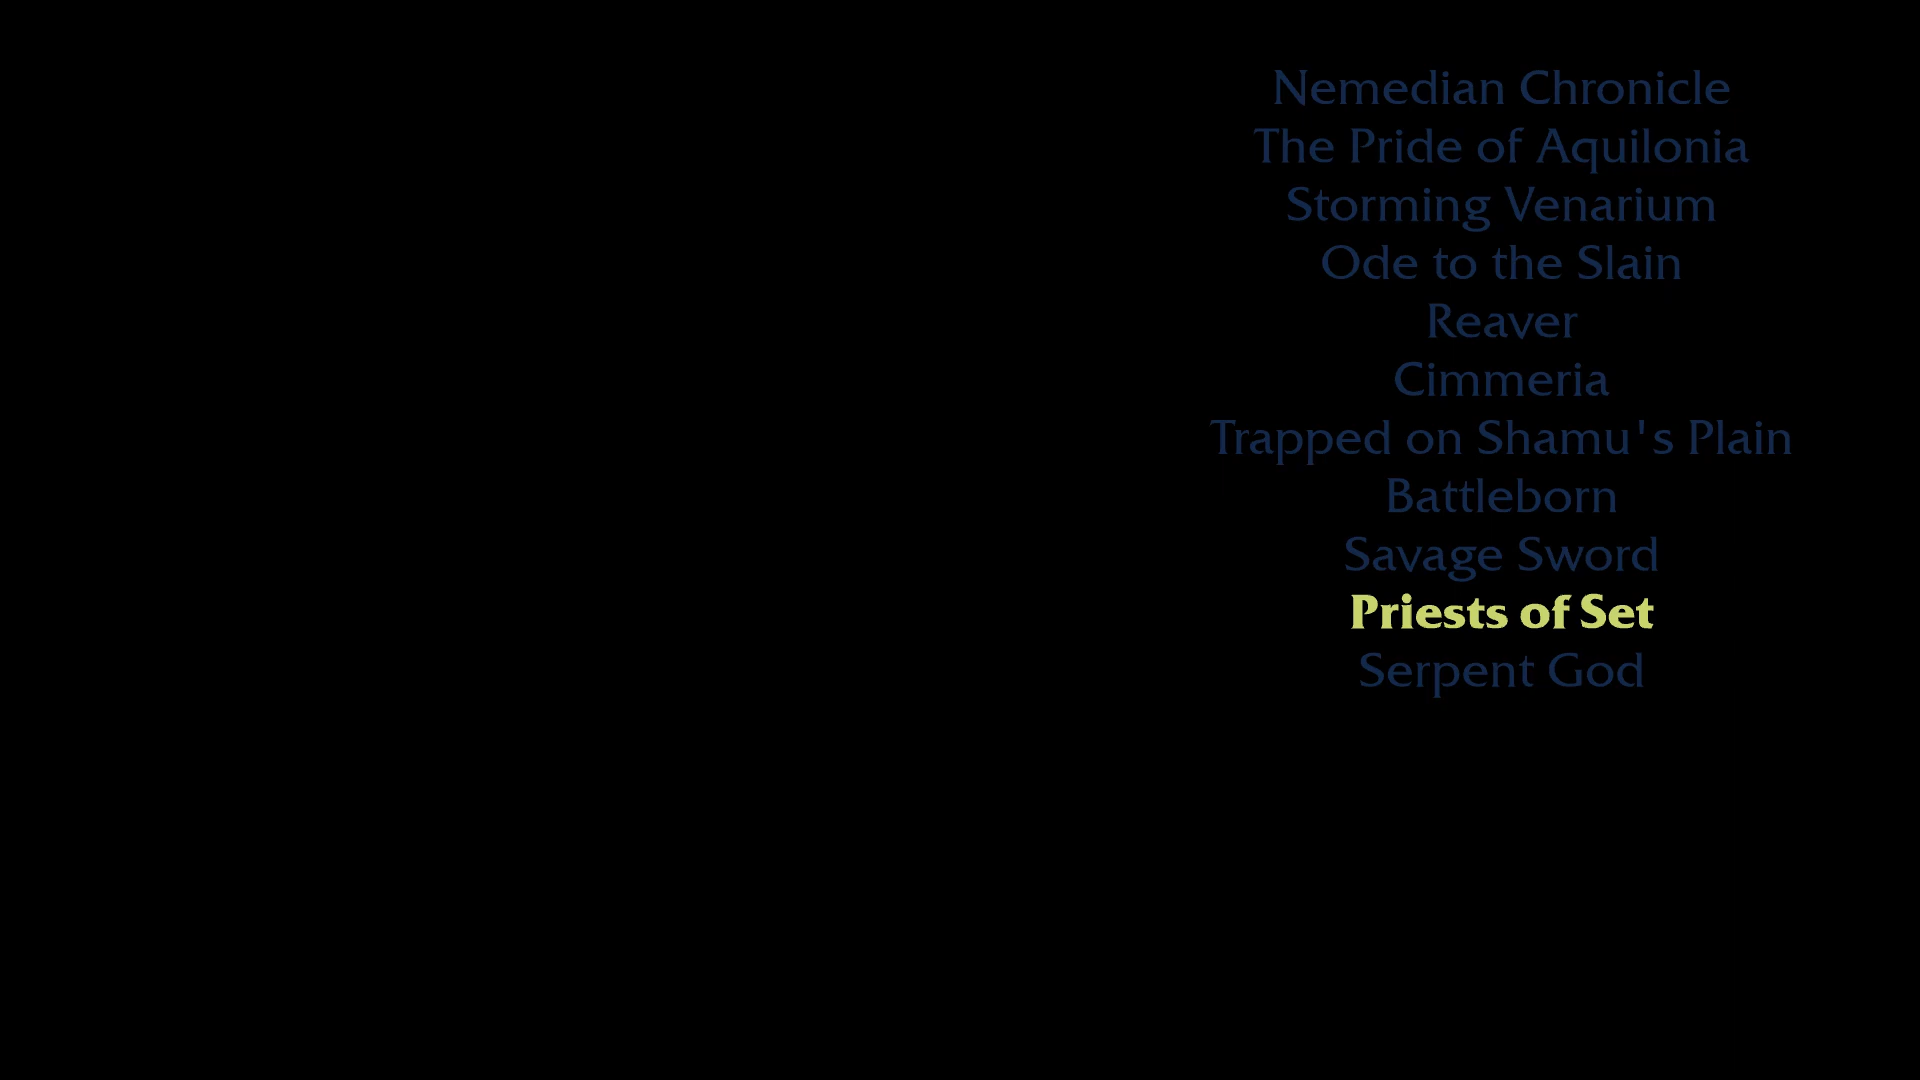 Nemedian Chronicle
The Pride of Aquilonia
Storming Venarium
Ode to the Slain
Reaver
Cimmeria
Trapped on Shamu's Plain
Battleborn
Savage Sword
Priests of Set
Serpent God